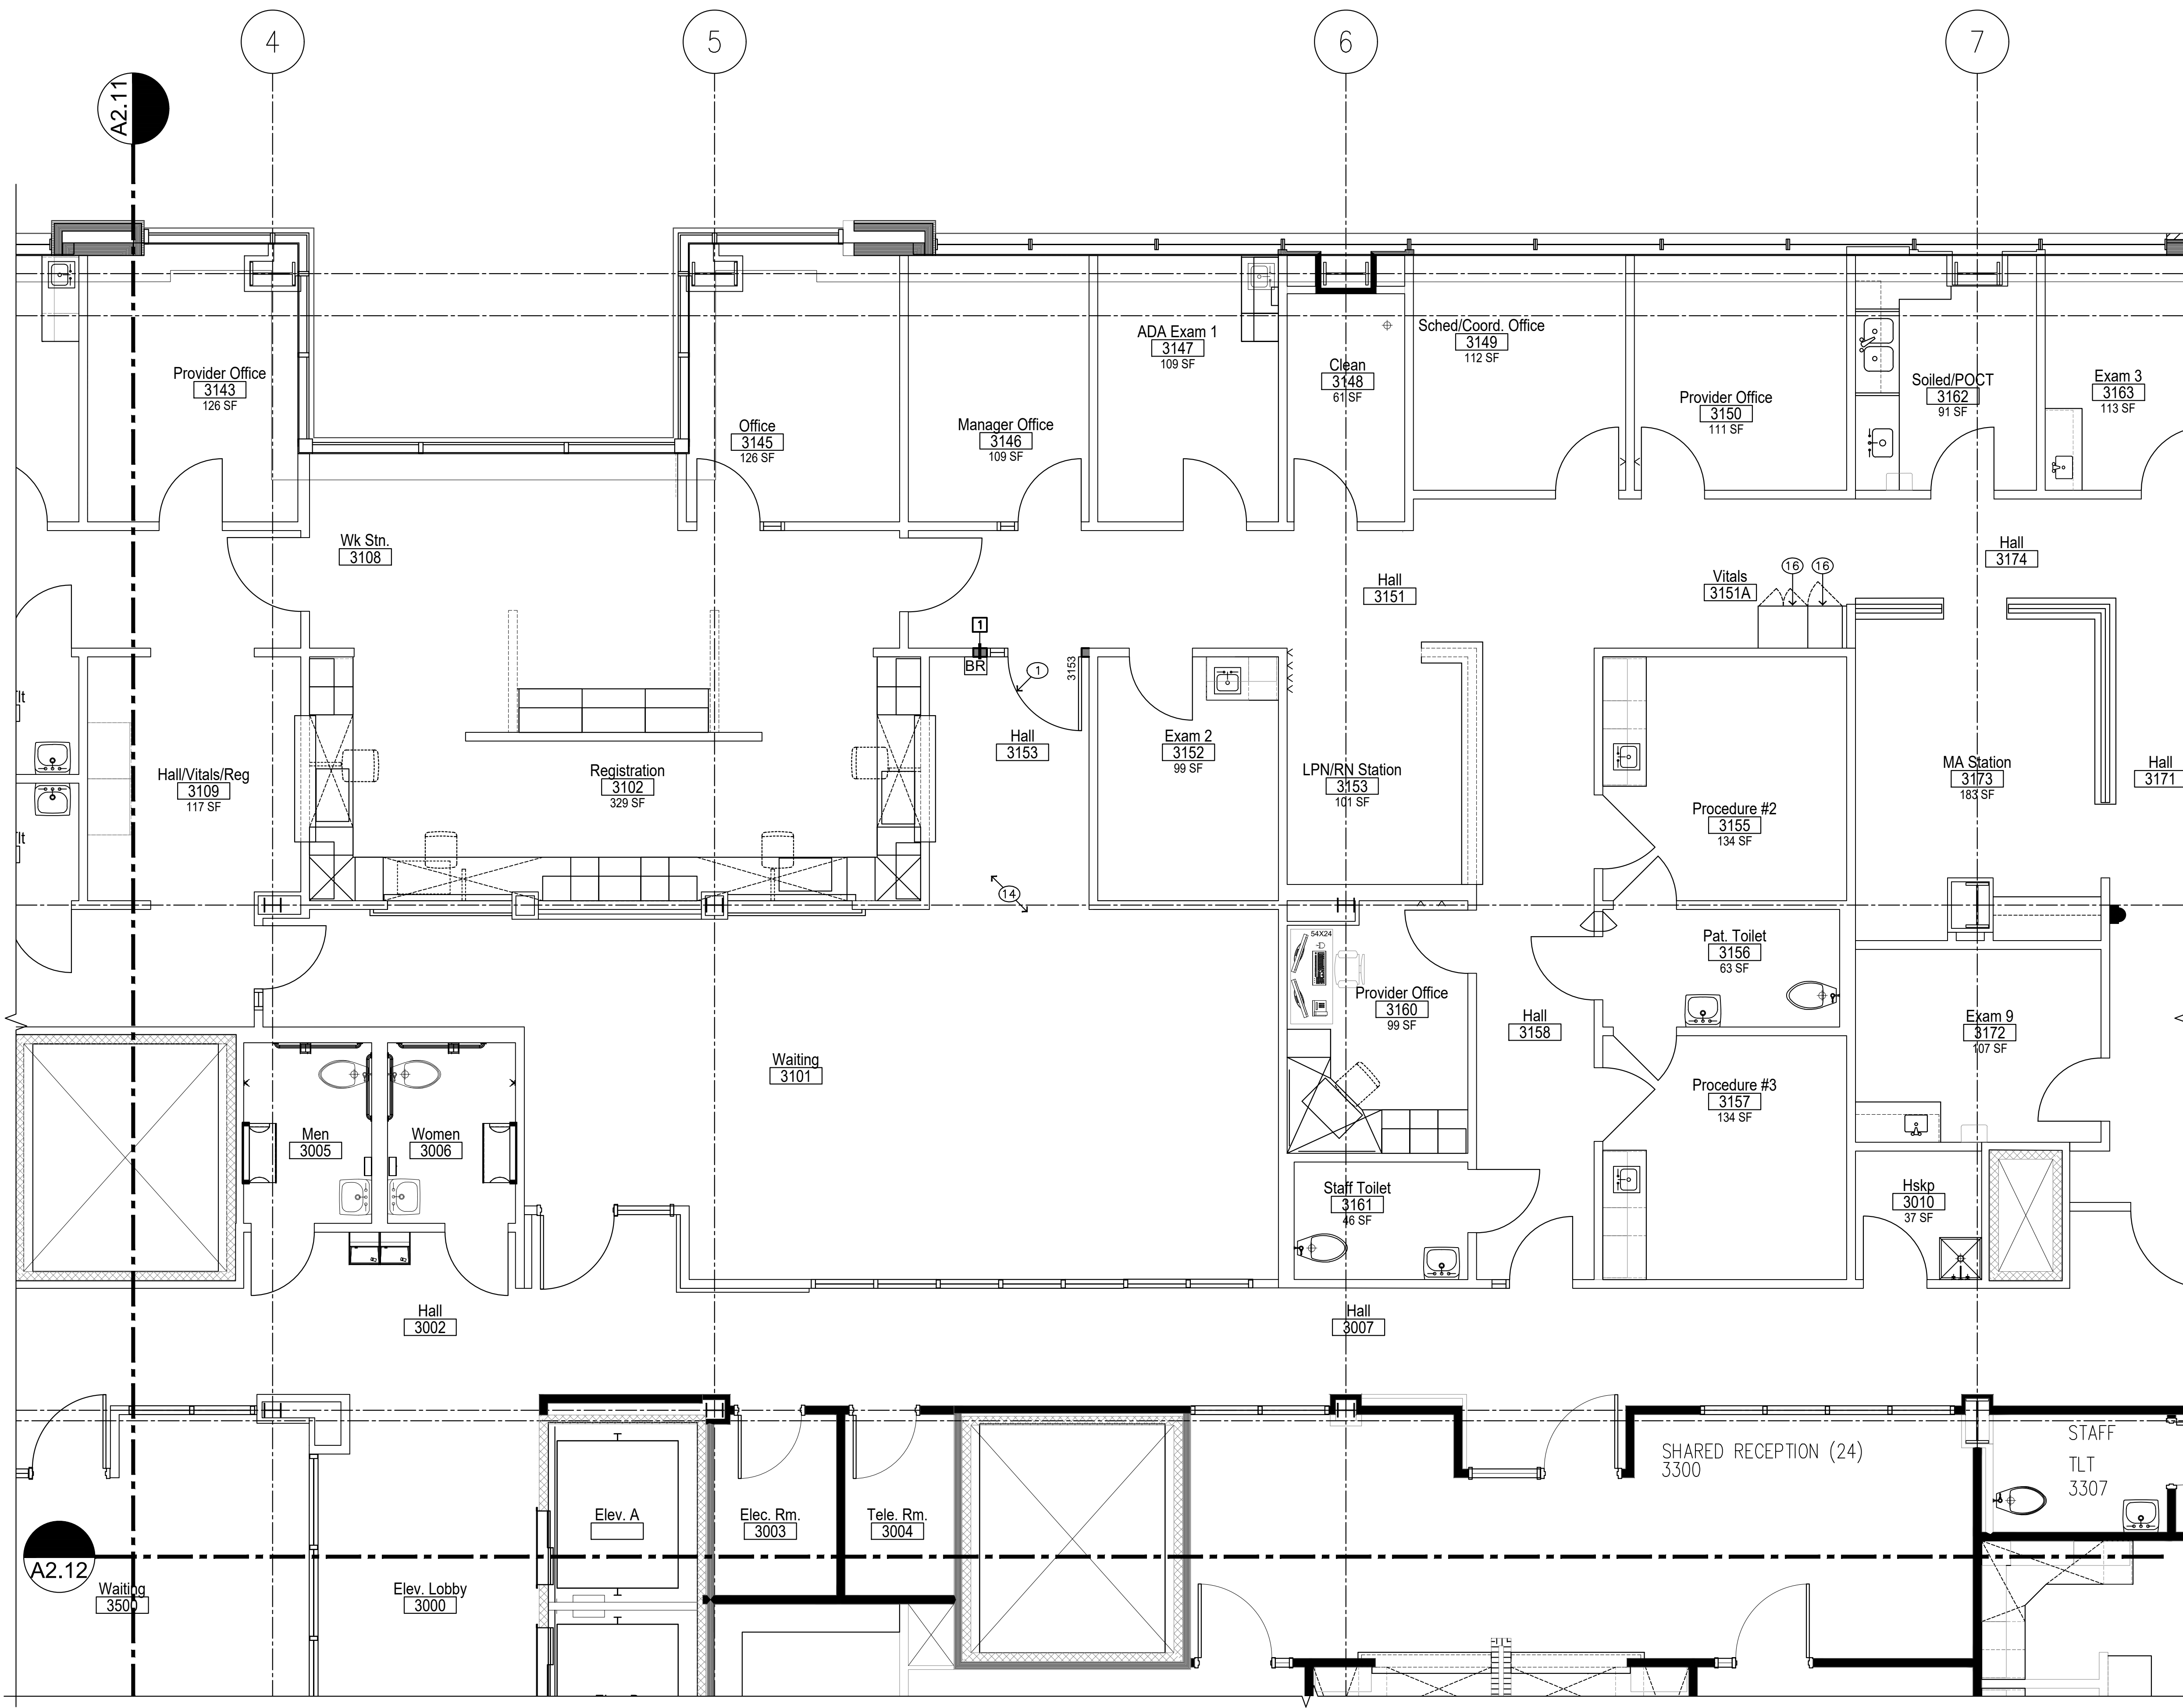 4
5
6
7
A2.11
Provider Office
3143
126 SF
Office
3145
126 SF
Manager Office
3146
109 SF
ADA Exam 1
3147
109 SF
Clean
3148
61 SF
Sched/Coord. Office
3149
112 SF
Provider Office
3150
111 SF
Soiled/POCT
3162
91 SF
Exam 3
3163
113 SF
Wk Stn.
3108
Hall
3151
Vitals
3151A
16
16
Hall
3174
1
BR
1
3153
lt
lt
Hall/Vitals/Reg
3109
117 SF
Registration
3102
329 SF
Hall
3153
Exam 2
3152
99 SF
LPN/RN Station
3153
101 SF
Procedure #2
3155
134 SF
MA Station
3173
183 SF
Hall
3171
14
54X24
Provider Office
3160
99 SF
Pat. Toilet
3156
63 SF
Hall
3158
Exam 9
3172
107 SF
Waiting
3101
Men
3005
Women
3006
Procedure #3
3157
134 SF
Staff Toilet
3161
46 SF
Hskp
3010
37 SF
Hall
3002
Hall
3007
SHARED RECEPTION (24)
3300
STAFF
TLT
3307
Elev. A
Elec. Rm.
3003
Tele. Rm.
3004
A2.12
Waiting
3500
Elev. Lobby
3000